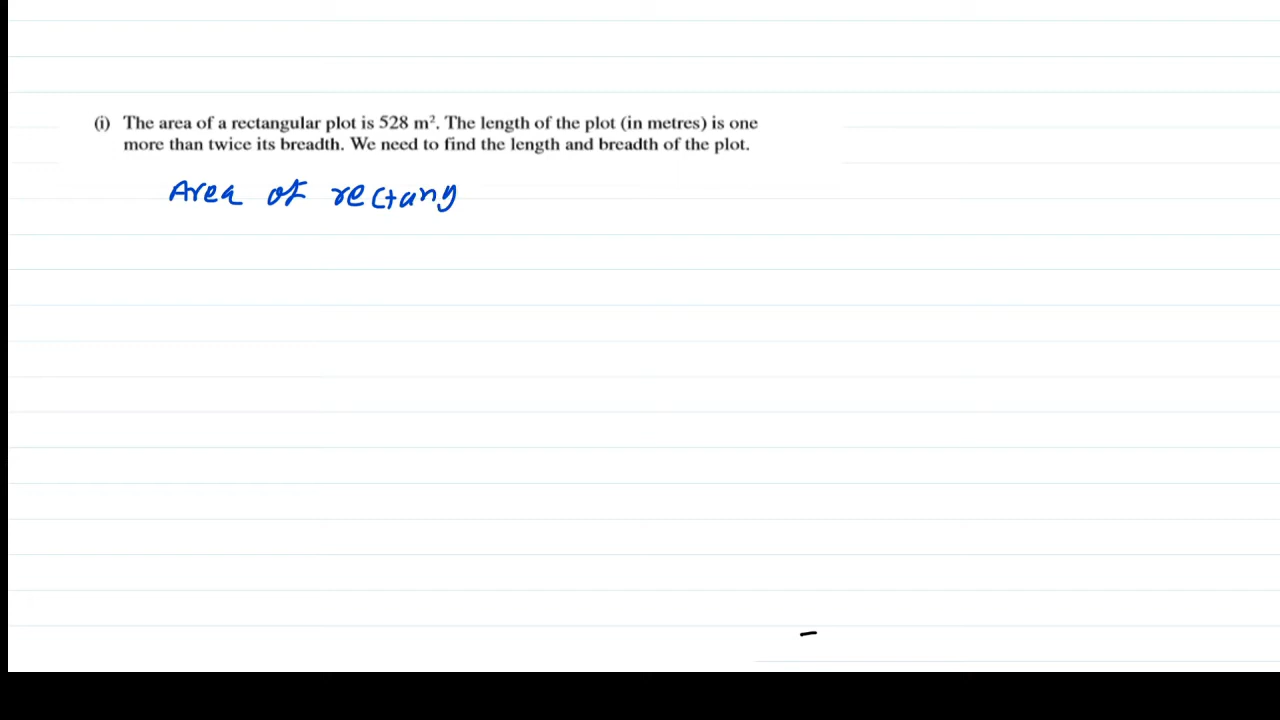 (i) The area of a rectangular plot is 528 m². The length of the plot (in metres) is one
more than twice its breadth. We need to find the length and breadth of the plot.
Area of rectang